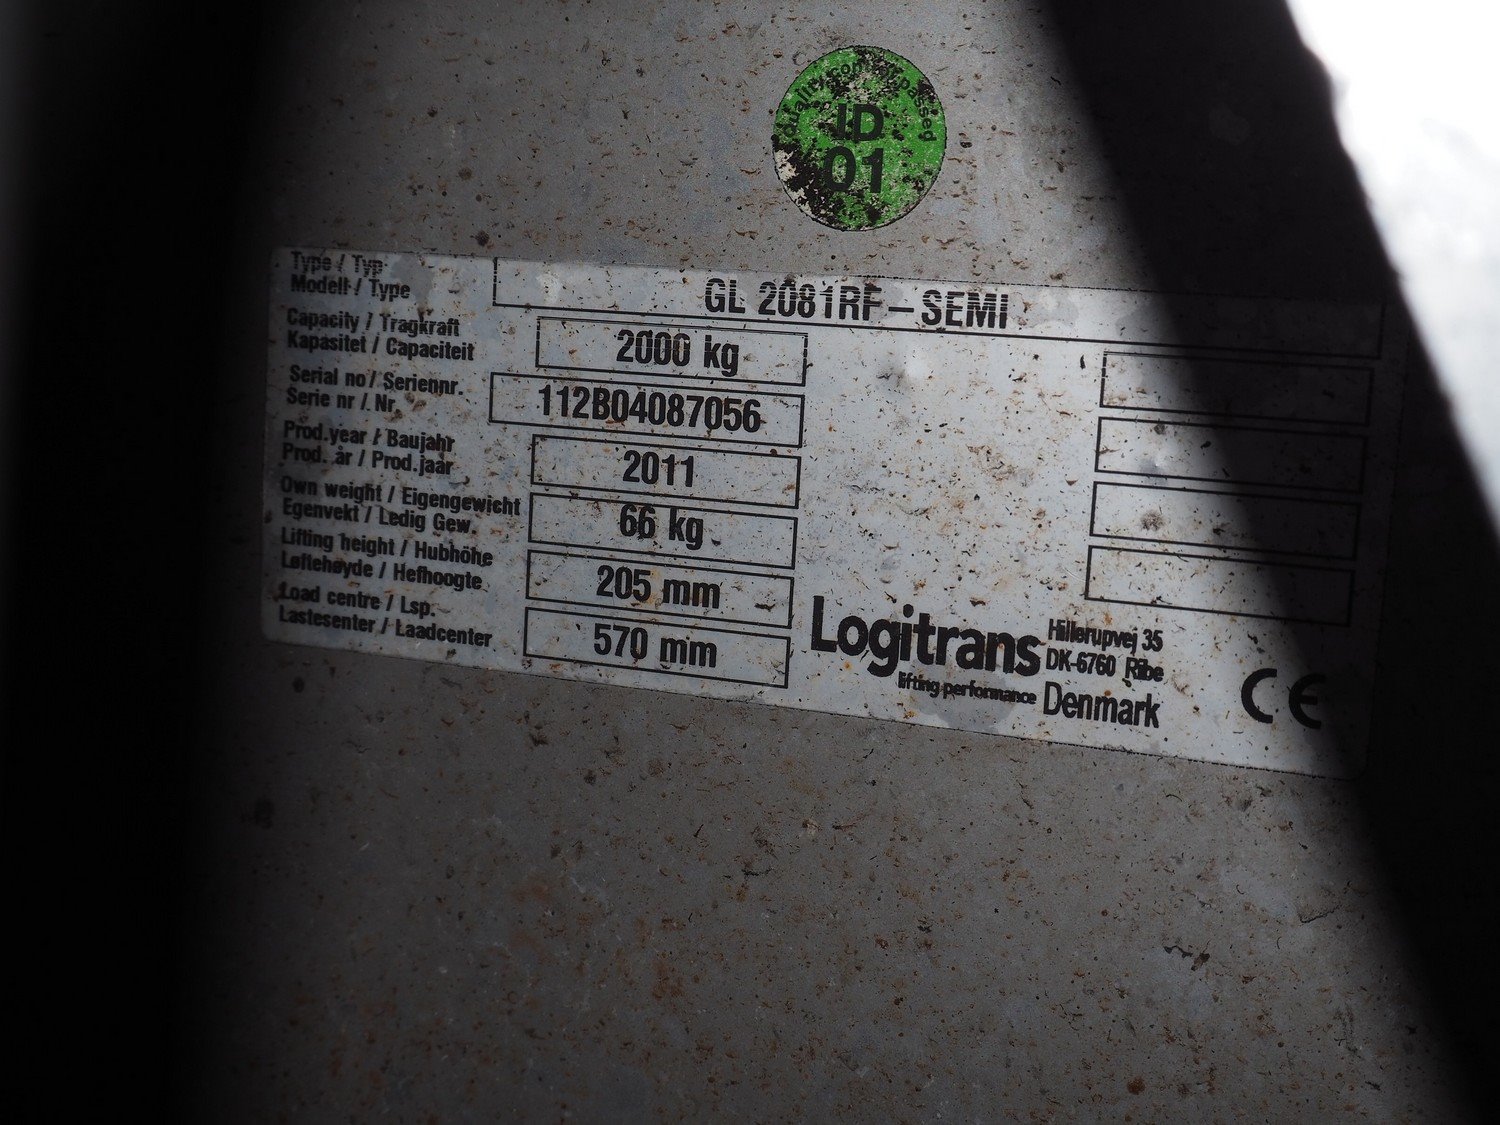 Quality control passed
ID
01
Type / Typ
Modell / Type
GL 2081RF – SEMI
Capacity / Tragkraft
Kapasitet / Capaciteit
2000 kg
Serial no / Seriennr.
Serie nr / Nr.
112B04087056
Prod.year / Baujahr
Prod. år / Prod.jaar
2011
Own weight / Eigengewicht
Egenvekt / Ledig Gew.
66 kg
Lifting height / Hubhöhe
Løftehøyde / Hefhoogte
205 mm
Load centre / Lsp.
Lastesenter / Laadcenter
570 mm
Logitrans
lifting performance
Hillerupvej 35
DK-6760 Ribe
Denmark
CE